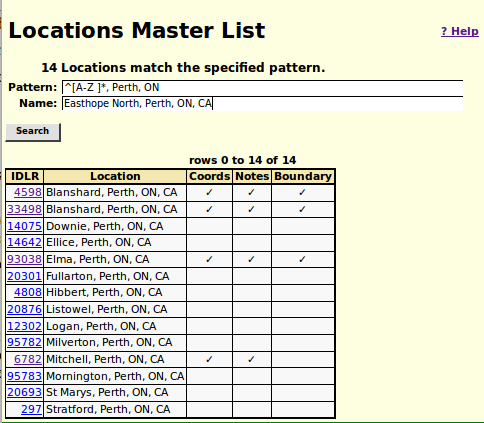 Locations Master List
? Help
14 Locations match the specified pattern.
Pattern: ^[A-Z ]*, Perth, ON
Name: Easthope North, Perth, ON, CA
Search
rows 0 to 14 of 14
IDLR Location Coords Notes Boundary
4598 Blanshard, Perth, ON, CA ✓ ✓ ✓
33498 Blanshard, Perth, ON, CA ✓ ✓ ✓
14075 Downie, Perth, ON, CA
14642 Ellice, Perth, ON, CA
93038 Elma, Perth, ON, CA ✓ ✓ ✓
20301 Fullarton, Perth, ON, CA
4808 Hibbert, Perth, ON, CA
20876 Listowel, Perth, ON, CA
12302 Logan, Perth, ON, CA
95782 Milverton, Perth, ON, CA
6782 Mitchell, Perth, ON, CA ✓ ✓
95783 Mornington, Perth, ON, CA
20693 St Marys, Perth, ON, CA
297 Stratford, Perth, ON, CA